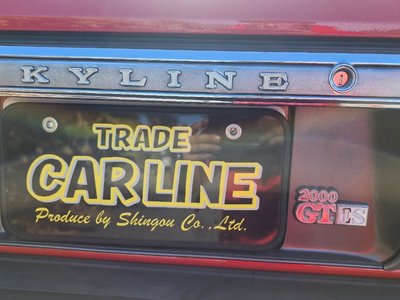 KYLINE
TRADE
CAR LINE
Produce by Shingou Co.,Ltd.
2000
GTES